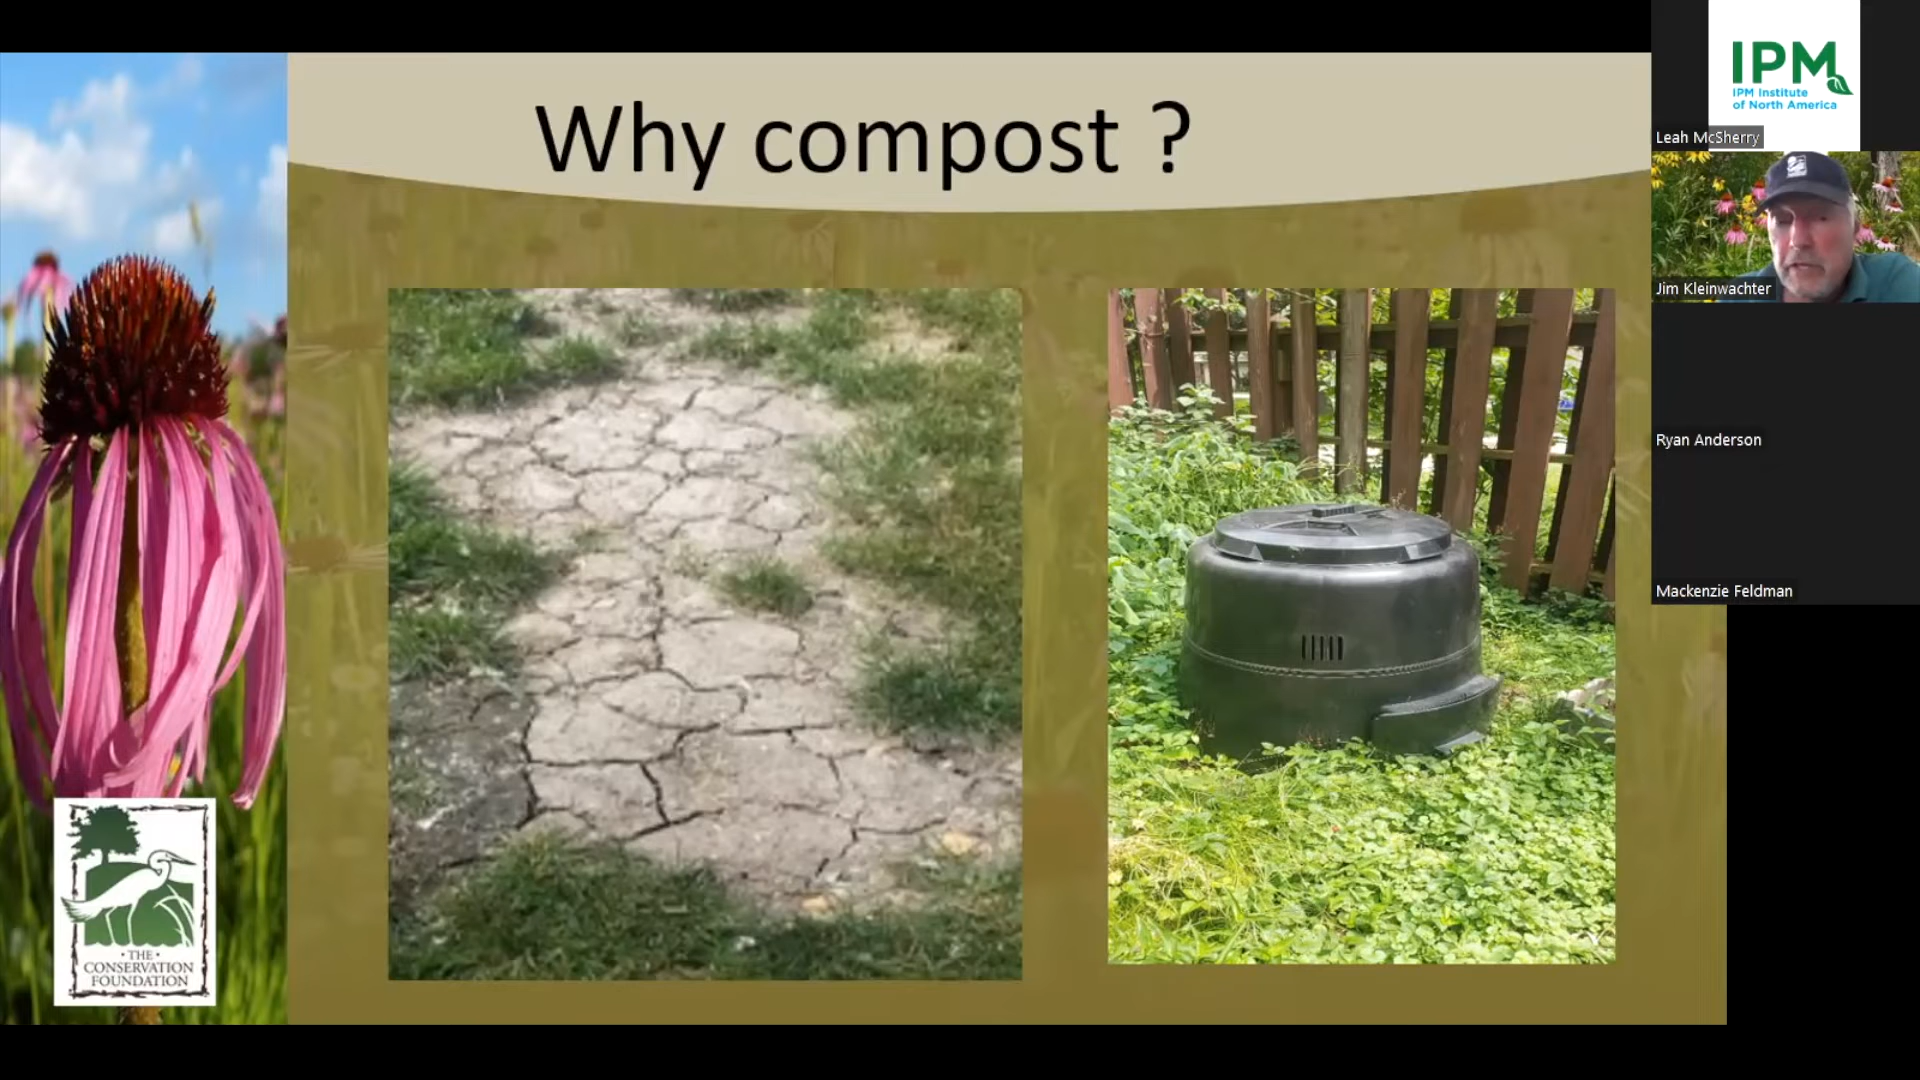 Why compost ?
• THE •
CONSERVATION
FOUNDATION
IPM
IPM Institute
of North America
Leah McSherry
Jim Kleinwachter
Ryan Anderson
Mackenzie Feldman